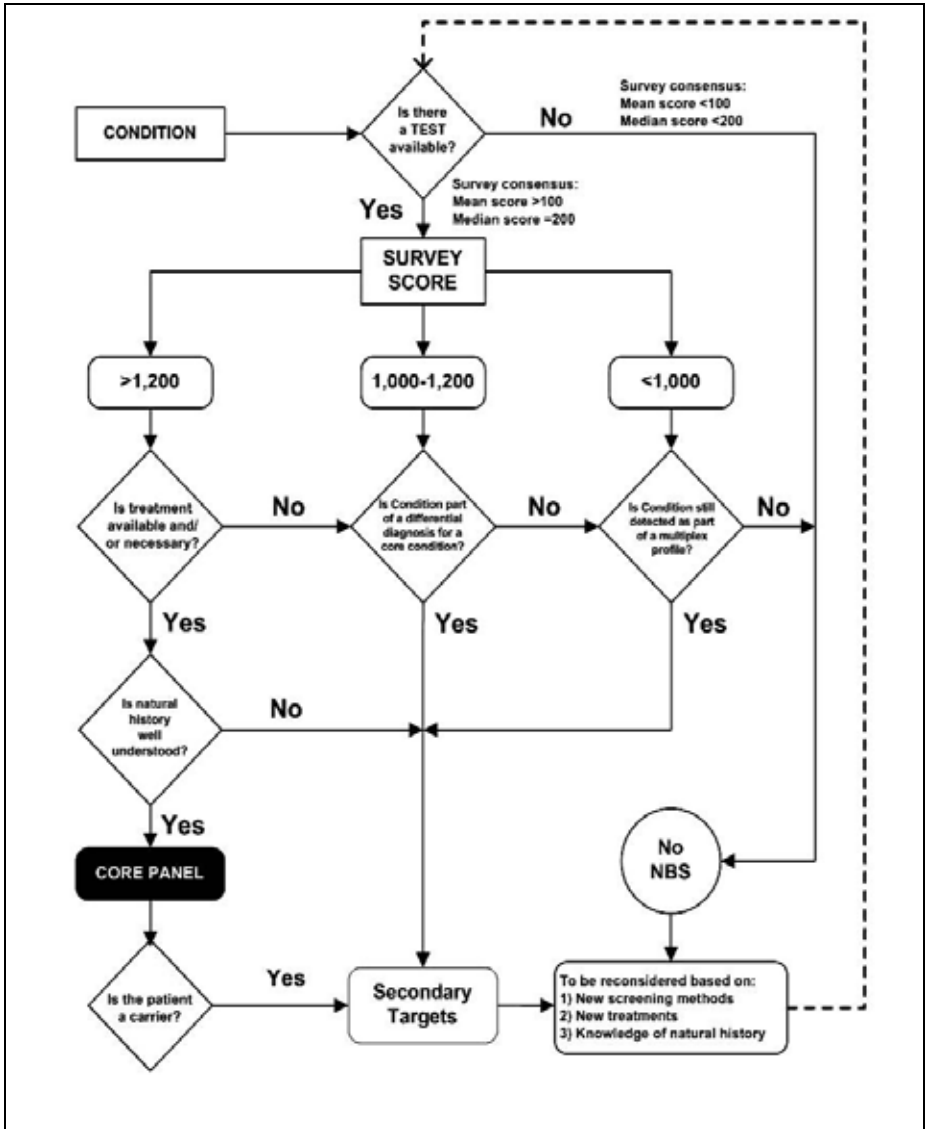 Is there
a TEST
available?
CONDITION
No
Survey consensus:
Mean score <100
Median score <200
Yes
Survey consensus:
Mean score >100
Median score =200
SURVEY
SCORE
>1,200
1,000-1,200
<1,000
Is treatment
available and/
or necessary?
No
Is Condition part
of a differential
diagnosis for a
core condition?
No
Is Condition still
detected as part
of a multiplex
profile?
No
Yes
Yes
Yes
Is natural
history
well
understood?
No
Yes
CORE PANEL
No
NBS
Is the patient
a carrier?
Yes
Secondary
Targets
To be reconsidered based on:
1) New screening methods
2) New treatments
3) Knowledge of natural history